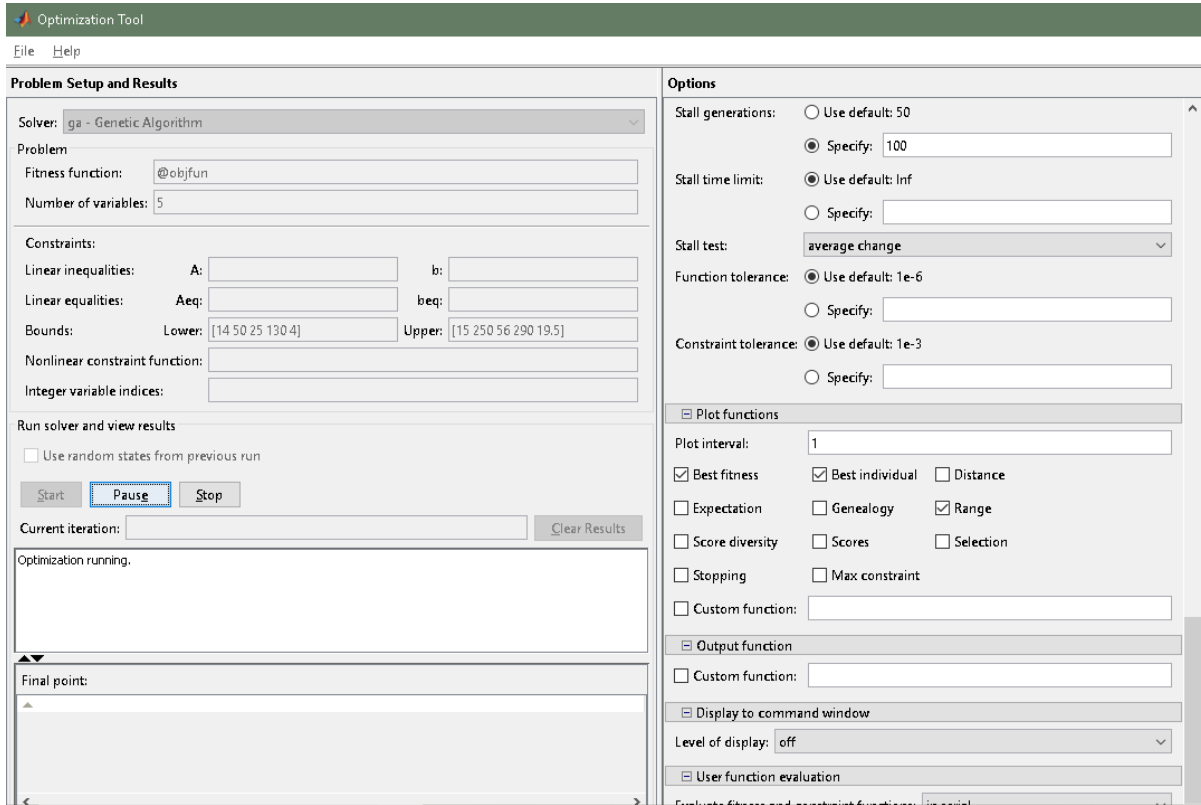 Optimization Tool
File Help
Problem Setup and Results
Solver: ga - Genetic Algorithm
Problem
Fitness function: @objfun
Number of variables: 5
Constraints:
Linear inequalities: A: b:
Linear equalities: Aeq: beq:
Bounds: Lower: [14 50 25 130 4] Upper: [15 250 56 290 19.5]
Nonlinear constraint function:
Integer variable indices:
Run solver and view results
Use random states from previous run
Start Pause Stop
Current iteration: Clear Results
Optimization running.
Final point:
Options
Stall generations: Use default: 50
Specify: 100
Stall time limit: Use default: Inf
Specify:
Stall test: average change
Function tolerance: Use default: 1e-6
Specify:
Constraint tolerance: Use default: 1e-3
Specify:
Plot functions
Plot interval: 1
Best fitness Best individual Distance
Expectation Genealogy Range
Score diversity Scores Selection
Stopping Max constraint
Custom function:
Output function
Custom function:
Display to command window
Level of display: off
User function evaluation
Evaluate fitness and constraint functions: in serial